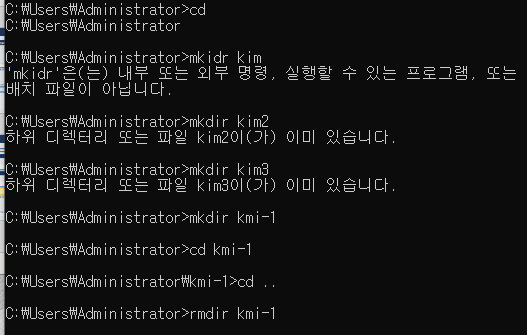 C:₩Users₩Administrator>cd
C:₩Users₩Administrator
C:₩Users₩Administrator>mkidr kim
'mkidr'은(는) 내부 또는 외부 명령, 실행할 수 있는 프로그램, 또는
배치 파일이 아닙니다.
C:₩Users₩Administrator>mkdir kim2
하위 디렉터리 또는 파일 kim2이(가) 이미 있습니다.
C:₩Users₩Administrator>mkdir kim3
하위 디렉터리 또는 파일 kim3이(가) 이미 있습니다.
C:₩Users₩Administrator>mkdir kmi-1
C:₩Users₩Administrator>cd kmi-1
C:₩Users₩Administrator₩kmi-1>cd ..
C:₩Users₩Administrator>rmdir kmi-1